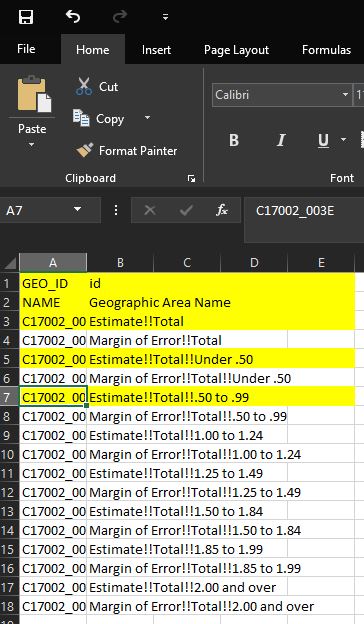 File Home Insert Page Layout Formulas
Cut
Copy
Paste
Format Painter
Calibri
B I U
Clipboard
Font
A7 fx C17002_003E
A B C D E
1 GEO_ID id
2 NAME Geographic Area Name
3 C17002_00 Estimate!!Total
4 C17002_00 Margin of Error!!Total
5 C17002_00 Estimate!!Total!!Under .50
6 C17002_00 Margin of Error!!Total!!Under .50
7 C17002_00 Estimate!!Total!!.50 to .99
8 C17002_00 Margin of Error!!Total!!.50 to .99
9 C17002_00 Estimate!!Total!!1.00 to 1.24
10 C17002_00 Margin of Error!!Total!!1.00 to 1.24
11 C17002_00 Estimate!!Total!!1.25 to 1.49
12 C17002_00 Margin of Error!!Total!!1.25 to 1.49
13 C17002_00 Estimate!!Total!!1.50 to 1.84
14 C17002_00 Margin of Error!!Total!!1.50 to 1.84
15 C17002_00 Estimate!!Total!!1.85 to 1.99
16 C17002_00 Margin of Error!!Total!!1.85 to 1.99
17 C17002_00 Estimate!!Total!!2.00 and over
18 C17002_00 Margin of Error!!Total!!2.00 and over